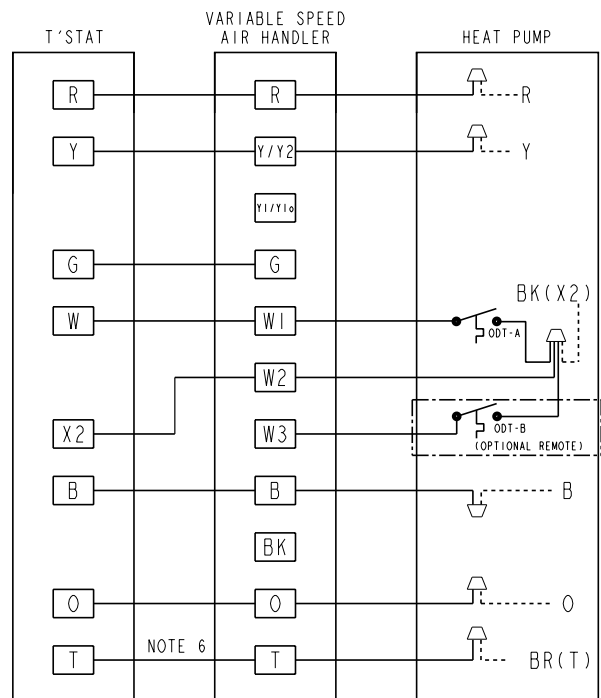 T'STAT
VARIABLE SPEED
AIR HANDLER
HEAT PUMP
R R R
Y Y/Y2 Y
Y1/Y1o
G G
BK(X2)
W W1 ODT-A
W2
X2 W3 ODT-B
(OPTIONAL REMOTE)
B B B
BK
O O O
T NOTE 6 T BR(T)